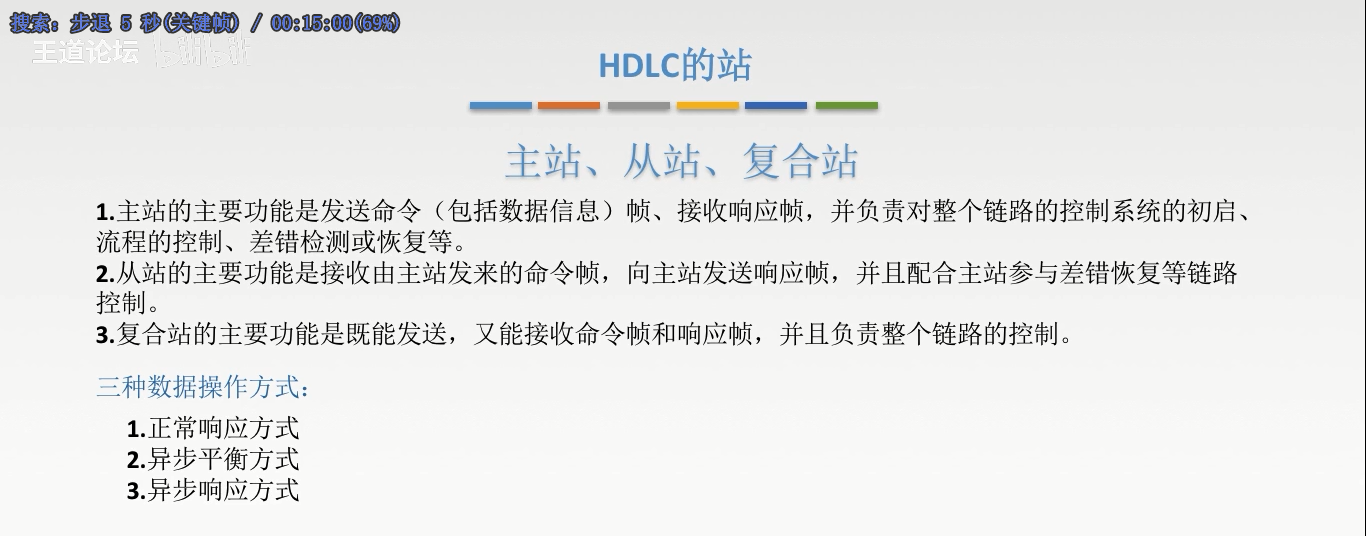 搜索: 步退 5 秒(关键帧) / 00:15:00(69%)
王道论坛 bilibili
HDLC的站
主站、从站、复合站
1.主站的主要功能是发送命令（包括数据信息）帧、接收响应帧，并负责对整个链路的控制系统的初启、
流程的控制、差错检测或恢复等。
2.从站的主要功能是接收由主站发来的命令帧，向主站发送响应帧，并且配合主站参与差错恢复等链路
控制。
3.复合站的主要功能是既能发送，又能接收命令帧和响应帧，并且负责整个链路的控制。
三种数据操作方式：
1.正常响应方式
2.异步平衡方式
3.异步响应方式